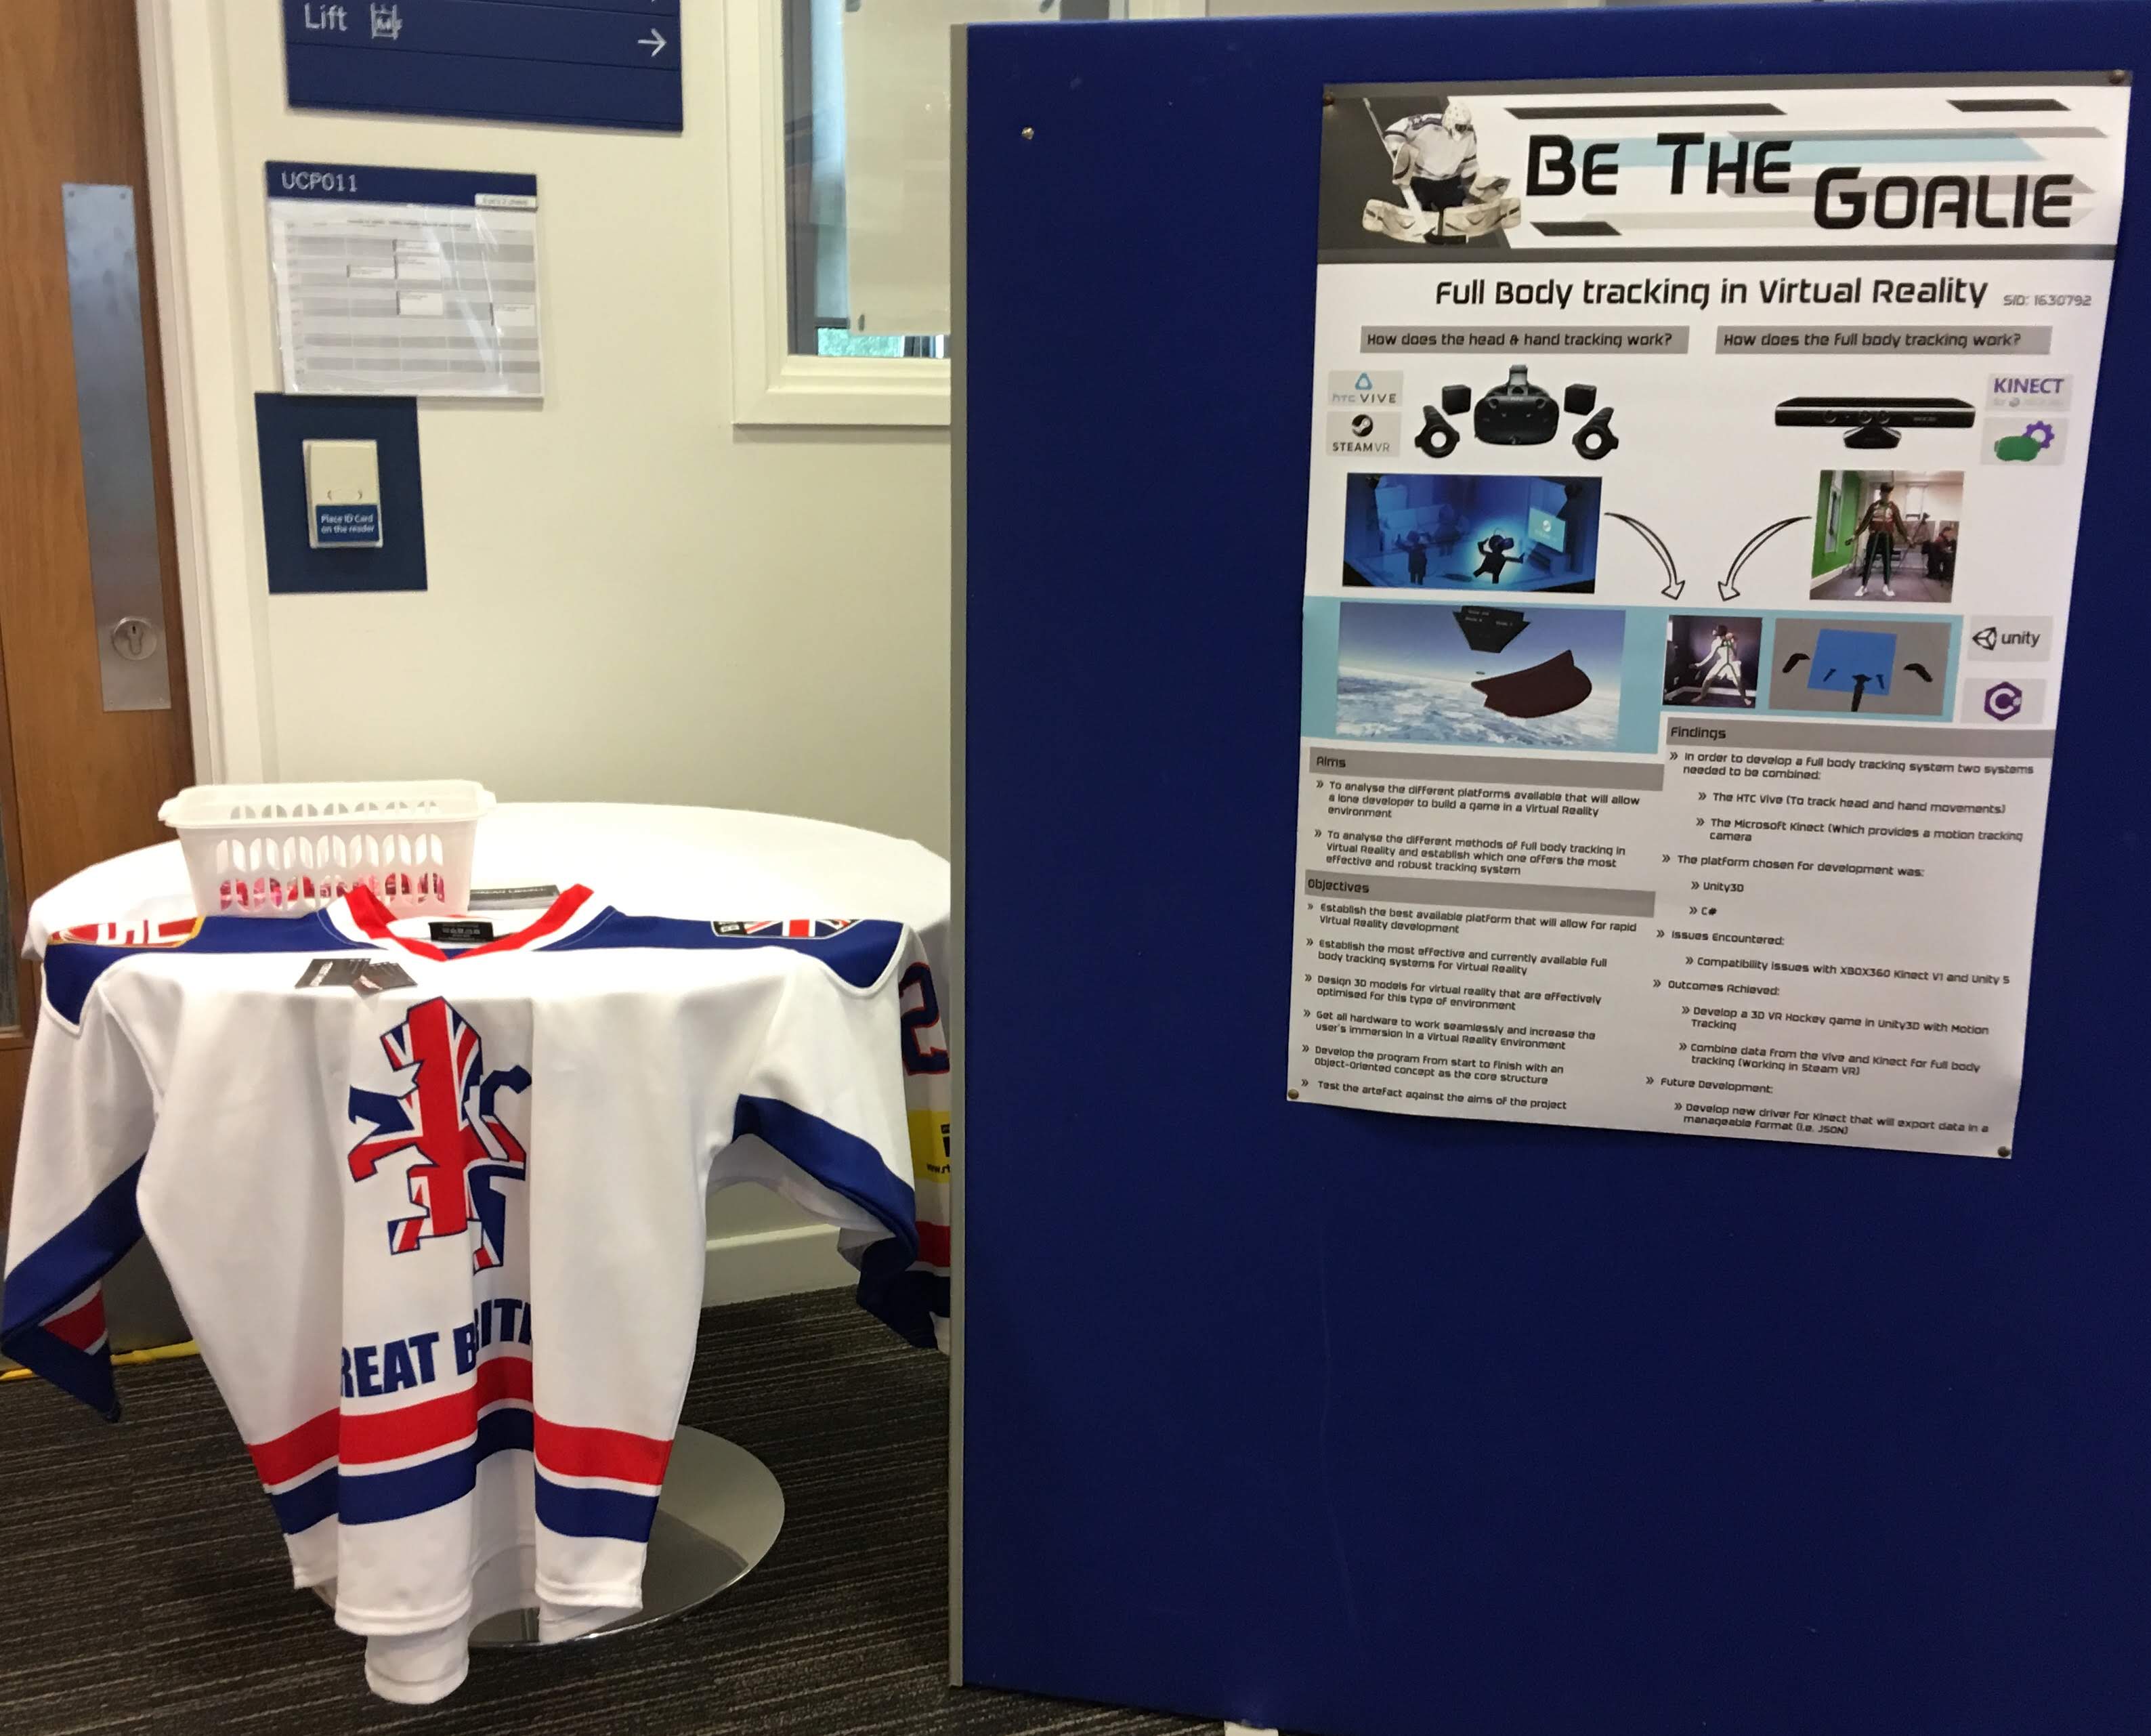 Lift
UCP011
Place ID Card
on the reader
REAT BRIT
2
BE THE
GOALIE
Full Body tracking in Virtual Reality
SID: 1630792
How does the head & hand tracking work?
How does the full body tracking work?
htc VIVE
STEAMVR
KINECT
unity
Aims
» To analyse the different platforms available that will allow
a lone developer to build a game in a Virtual Reality
environment
» To analyse the different methods of full body tracking in
Virtual Reality and establish which one offers the most
effective and robust tracking system
Objectives
» Establish the best available platform that will allow for rapid
Virtual Reality development
» Establish the most effective and currently available full
body tracking systems for Virtual Reality
» Design 3D models for virtual reality that are effectively
optimised for this type of environment
» Get all hardware to work seamlessly and increase the
user's immersion in a Virtual Reality Environment
» Develop the program from start to finish with an
Object-Oriented concept as the core structure
» Test the artefact against the aims of the project
Findings
» In order to develop a full body tracking system two systems
needed to be combined:
» The HTC Vive (To track head and hand movements)
» The Microsoft Kinect (Which provides a motion tracking
camera
» The platform chosen for development was:
» Unity3D
» C#
» Issues Encountered:
» Compatibility issues with XBOX360 Kinect V1 and Unity 5
» Outcomes Achieved:
» Develop a 3D VR Hockey game in Unity3D with Motion
Tracking
» Combine data from the Vive and Kinect for full body
tracking (Working in Steam VR)
» Future Development:
» Develop new driver for Kinect that will export data in a
manageable format (i.e. JSON)